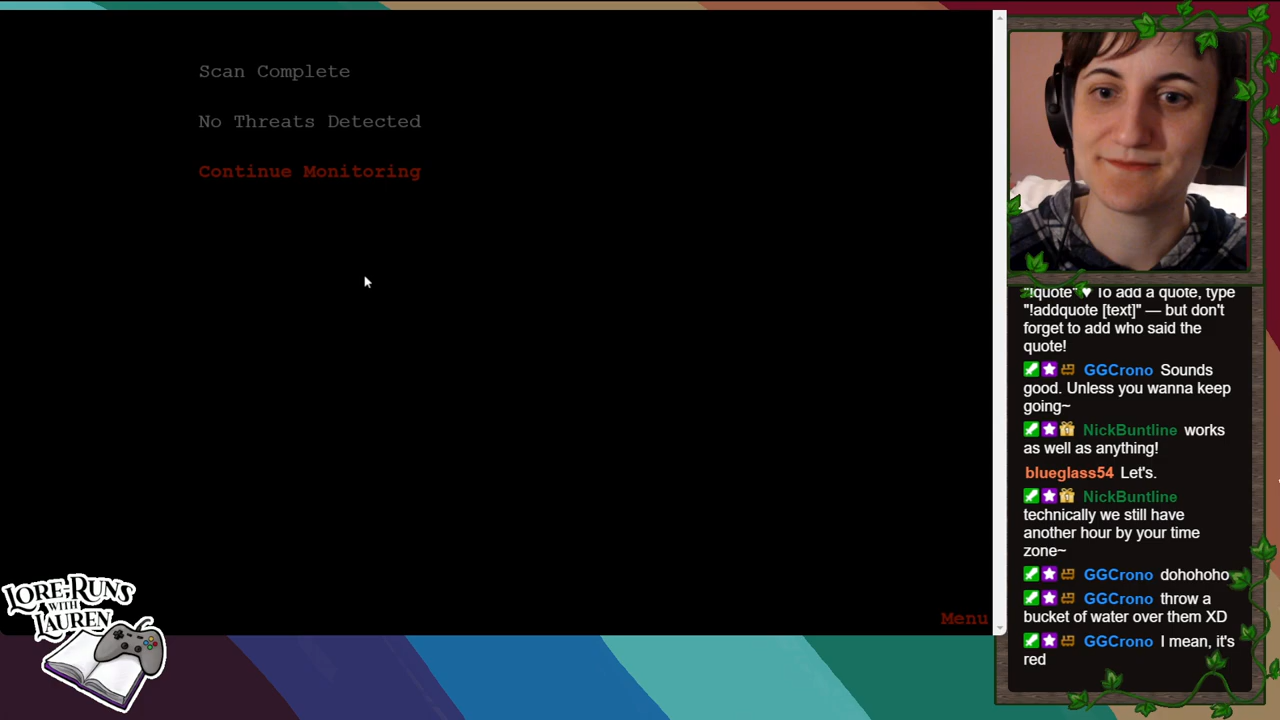 Scan Complete
No Threats Detected
Continue Monitoring
Menu
LORE-RUNS
WITH
LAUREN
"!quote" ♥ To add a quote, type
"!addquote [text]" — but don't
forget to add who said the
quote!
GGCrono Sounds
good. Unless you wanna keep
going~
NickBuntline works
as well as anything!
blueglass54 Let's.
NickBuntline
technically we still have
another hour by your time
zone~
GGCrono dohohoho
GGCrono throw a
bucket of water over them XD
GGCrono I mean, it's
red